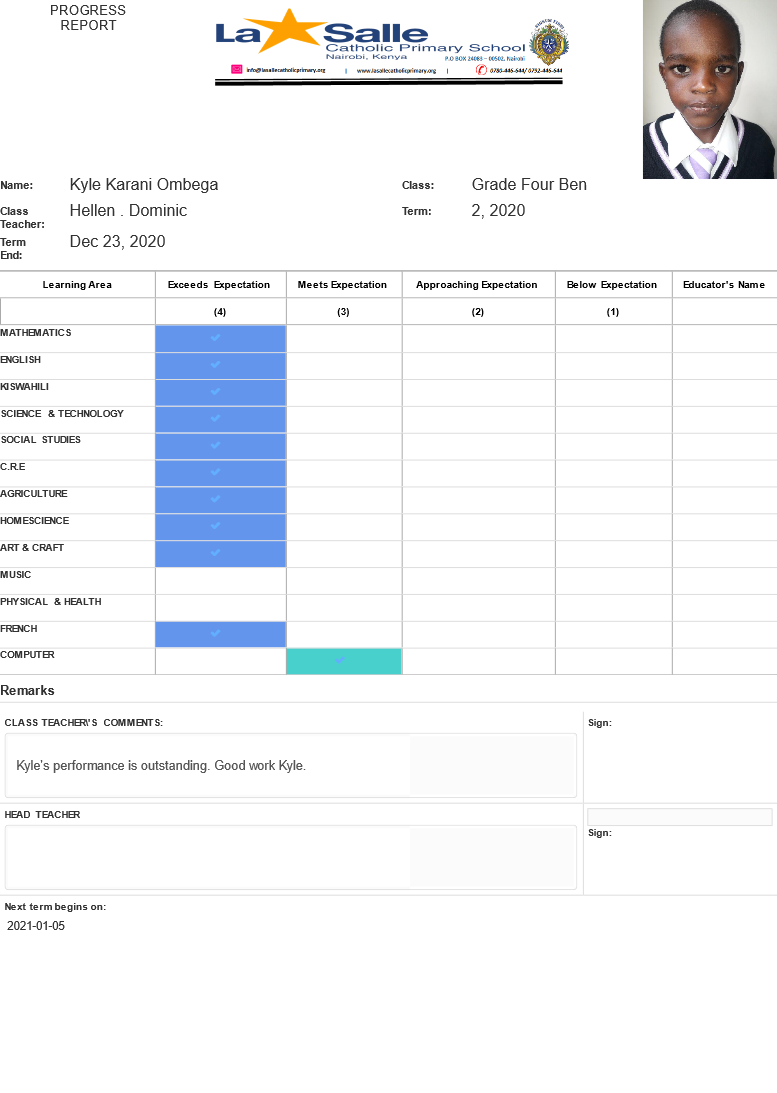 PROGRESS
REPORT
La Salle
Catholic Primary School
Nairobi, Kenya
P.O BOX 24083 – 00502, Nairobi
info@lasallecatholicprimary.org | www.lasallecatholicprimary.org | 0780-446-644/ 0732-446-644
Name: Kyle Karani Ombega Class: Grade Four Ben
Class Teacher: Hellen . Dominic Term: 2, 2020
Term End: Dec 23, 2020
Learning Area Exceeds Expectation Meets Expectation Approaching Expectation Below Expectation Educator's Name
(4) (3) (2) (1)
MATHEMATICS
ENGLISH
KISWAHILI
SCIENCE & TECHNOLOGY
SOCIAL STUDIES
C.R.E
AGRICULTURE
HOMESCIENCE
ART & CRAFT
MUSIC
PHYSICAL & HEALTH
FRENCH
COMPUTER
Remarks
CLASS TEACHER\'S COMMENTS: Sign:
Kyle's performance is outstanding. Good work Kyle.
HEAD TEACHER
Sign:
Next term begins on:
2021-01-05